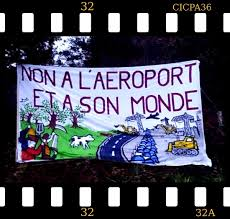 32 CICPA36
NON A L'AEROPORT
ET A SON MONDE
32 32A